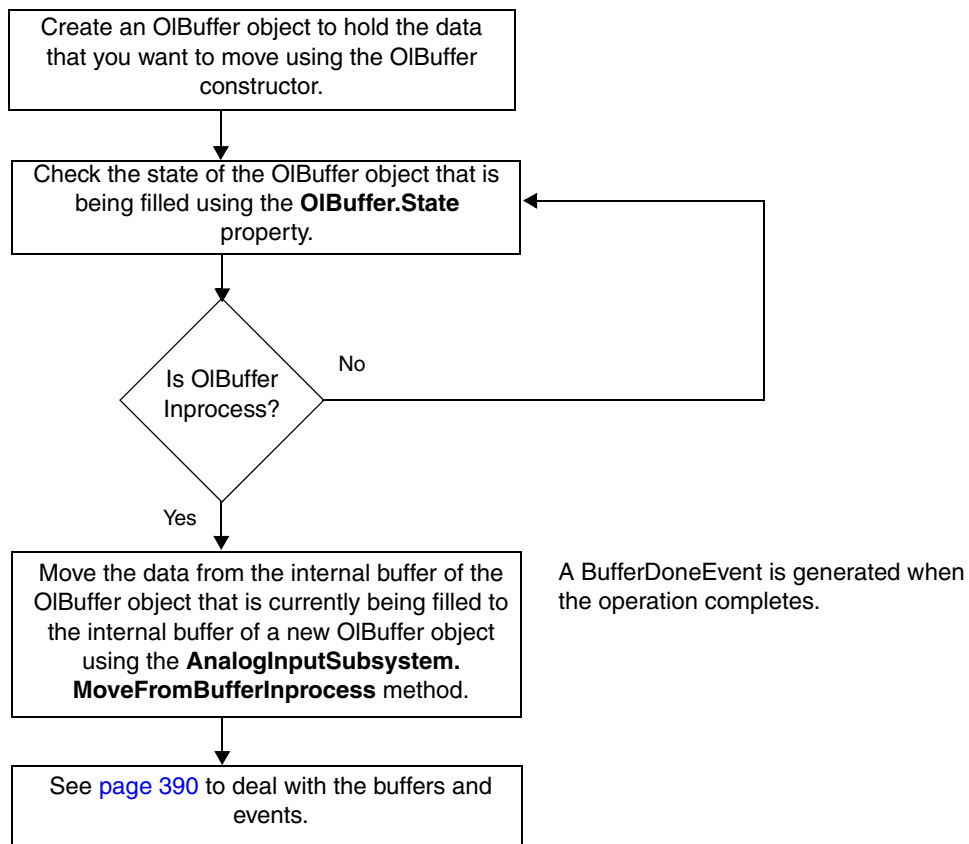 Create an OlBuffer object to hold the data
that you want to move using the OlBuffer
constructor.
Check the state of the OlBuffer object that is
being filled using the OlBuffer.State
property.
Is OlBuffer
Inprocess?
No
Yes
Move the data from the internal buffer of the
OlBuffer object that is currently being filled to
the internal buffer of a new OlBuffer object
using the AnalogInputSubsystem.
MoveFromBufferInprocess method.
A BufferDoneEvent is generated when
the operation completes.
See page 390 to deal with the buffers and
events.